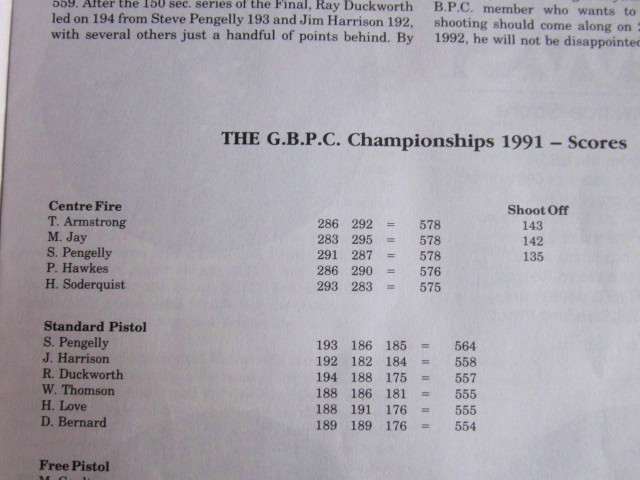 559. After the 150 sec. series of the Final, Ray Duckworth
led on 194 from Steve Pengelly 193 and Jim Harrison 192,
with several others just a handful of points behind. By
B.P.C. member who wants to
shooting should come along on
1992, he will not be disappointed
THE G.B.P.C. Championships 1991 – Scores
Centre Fire
Shoot Off
T. Armstrong 286 292 = 578 143
M. Jay 283 295 = 578 142
S. Pengelly 291 287 = 578 135
P. Hawkes 286 290 = 576
H. Soderquist 293 283 = 575
Standard Pistol
S. Pengelly 193 186 185 = 564
J. Harrison 192 182 184 = 558
R. Duckworth 194 188 175 = 557
W. Thomson 188 186 181 = 555
H. Love 188 191 176 = 555
D. Bernard 189 189 176 = 554
Free Pistol